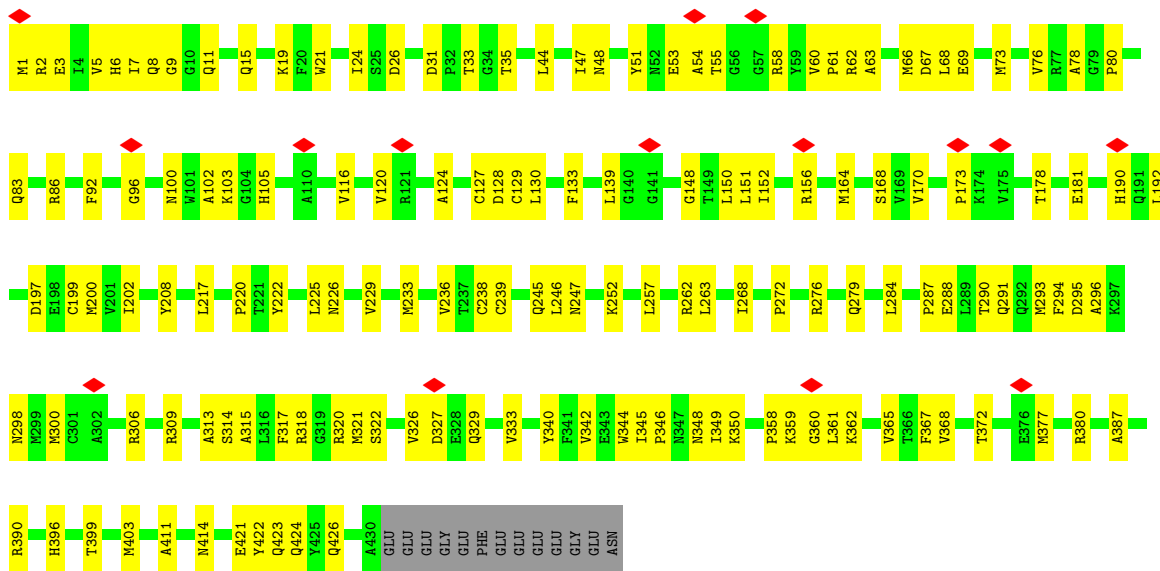 M1 R2 E3 I4 V5 H6 I7 Q8 G9 G10 Q11 Q15 K19 F20 W21 I24 S25 D26 D31 P32 T33 G34 T35 L44 I47 N48 Y51 N52 E53 A54 T55 G56 G57 R58 Y59 V60 P61 R62 A63 M66 D67 L68 E69 M73 V76 R77 A78 G79 P80
Q83 R86 F92 G96 N100 W101 A102 K103 G104 H105 A110 V116 V120 R121 A124 C127 D128 C129 L130 F133 L139 G140 G141 G148 T149 L150 L151 I152 R156 M164 S168 V169 V170 P173 K174 V175 T178 E181 H190 Q191 L192
D197 E198 C199 M200 V201 I202 Y208 L217 P220 T221 Y222 L225 N226 V229 M233 V236 T237 C238 C239 Q245 L246 N247 K252 L257 R262 L263 I268 P272 R276 Q279 L284 P287 E288 L289 T290 Q291 Q292 M293 F294 D295 A296 K297
N298 M299 M300 C301 A302 R306 R309 A313 S314 A315 L316 F317 R318 G319 R320 M321 S322 V326 D327 E328 Q329 V333 Y340 F341 V342 E343 W344 I345 P346 N347 N348 I349 K350 P358 K359 G360 L361 K362 V365 T366 F367 V368 T372 E376 M377 R380 A387
R390 H396 T399 M403 A411 N414 E421 Y422 Q423 Q424 Y425 Q426 A430 GLU GLU GLU GLY GLU PHE GLU GLU GLU GLU GLY GLU ASN